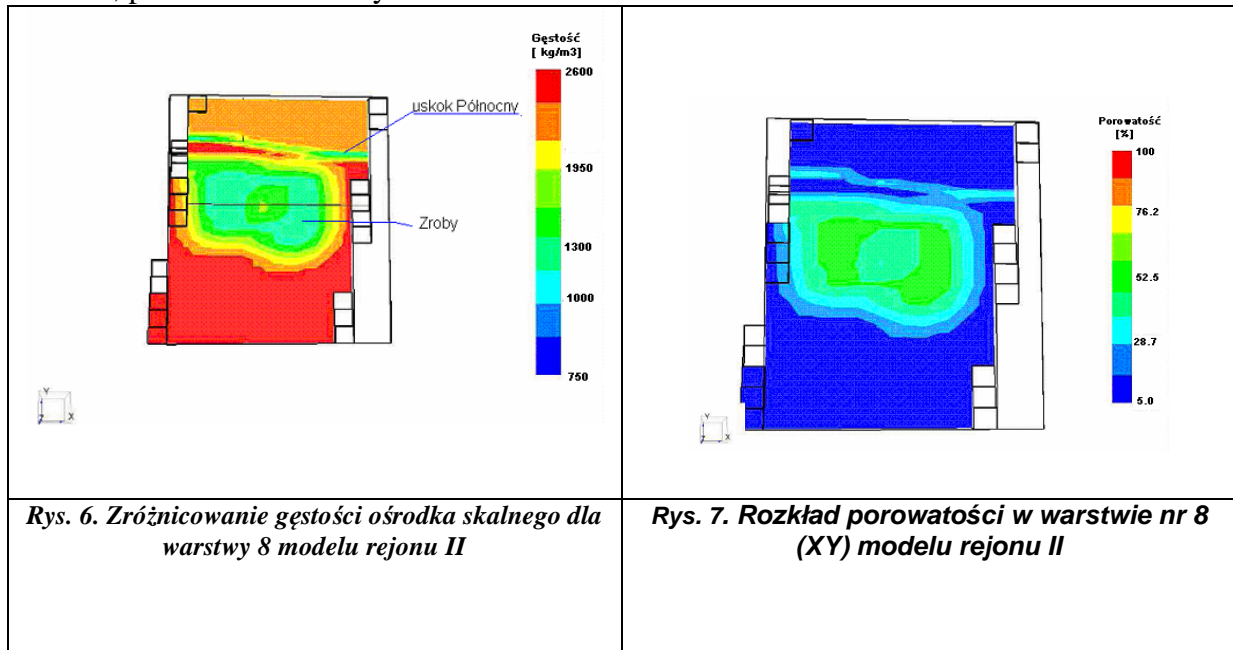 Gęstość
[ kg/m3]
2600
1950
1300
1000
750
uskok Północny
Zroby
Y
X
Porowatość
[%]
100
76.2
52.5
28.7
5.0
Y
X
Rys. 6. Zróżnicowanie gęstości ośrodka skalnego dla
warstwy 8 modelu rejonu II
Rys. 7. Rozkład porowatości w warstwie nr 8
(XY) modelu rejonu II